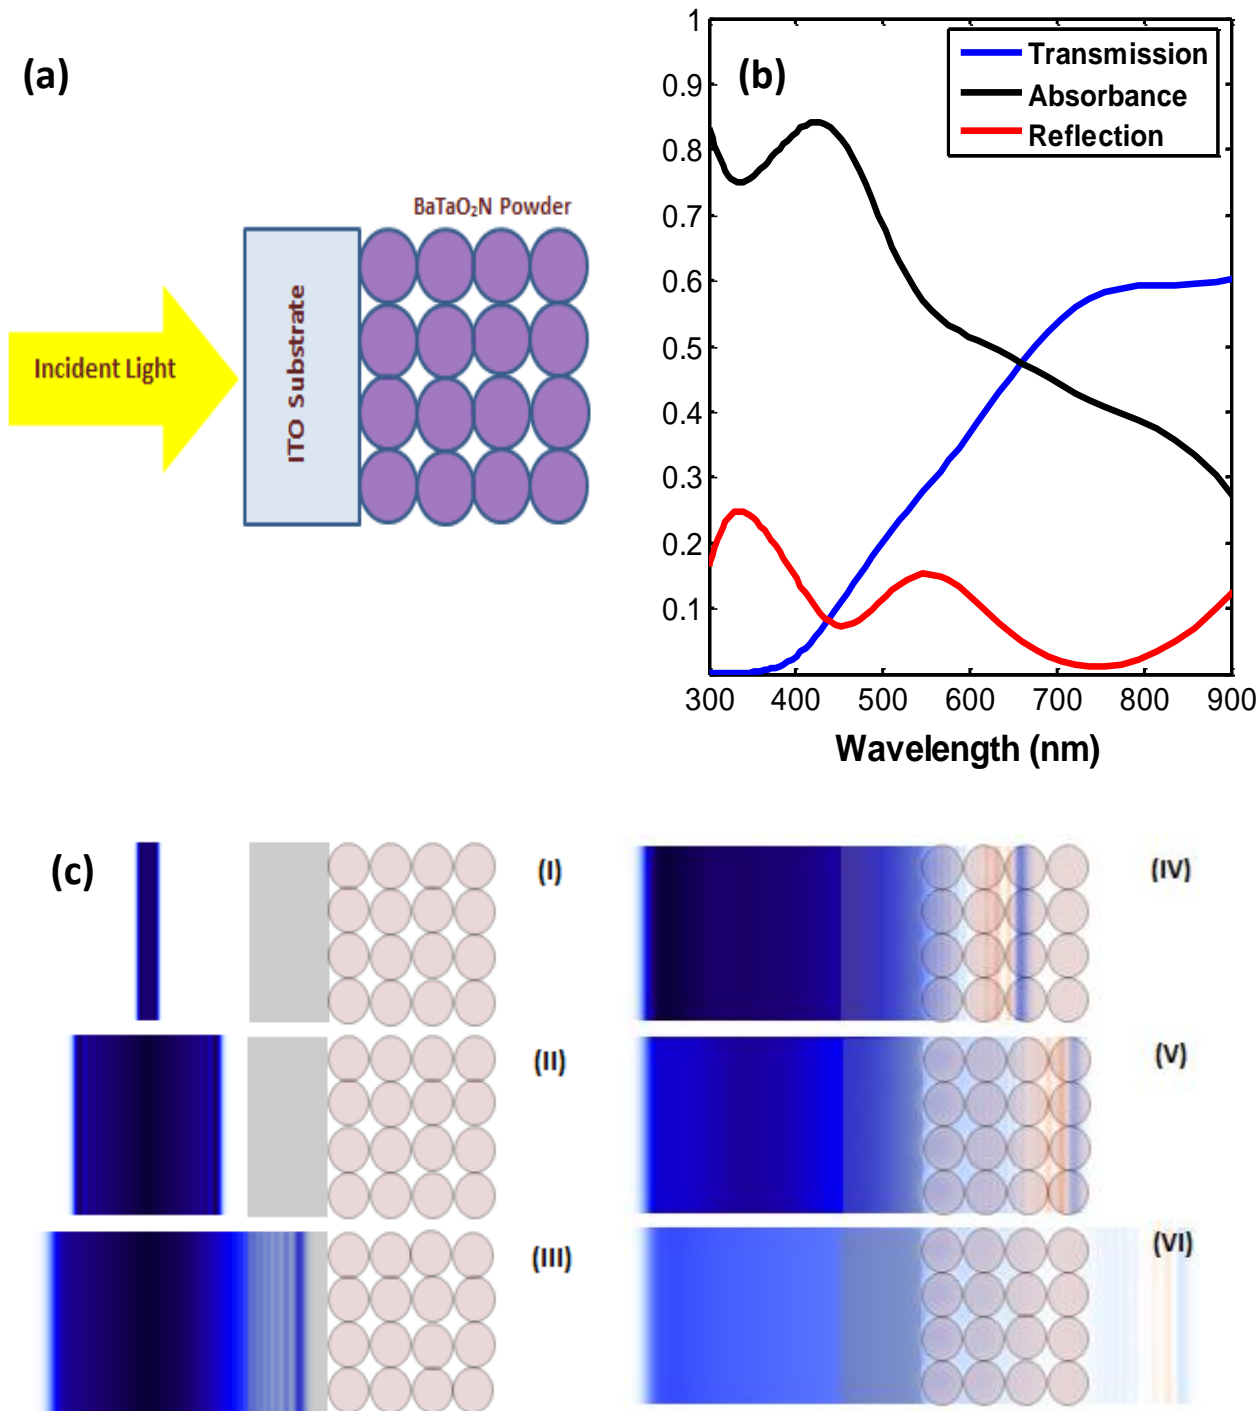 (a)
BaTaO₂N Powder
Incident Light
ITO Substrate
(b)
Transmission
Absorbance
Reflection
1
0.9
0.8
0.7
0.6
0.5
0.4
0.3
0.2
0.1
300 400 500 600 700 800 900
Wavelength (nm)
(c)
(I)
(II)
(III)
(IV)
(V)
(VI)